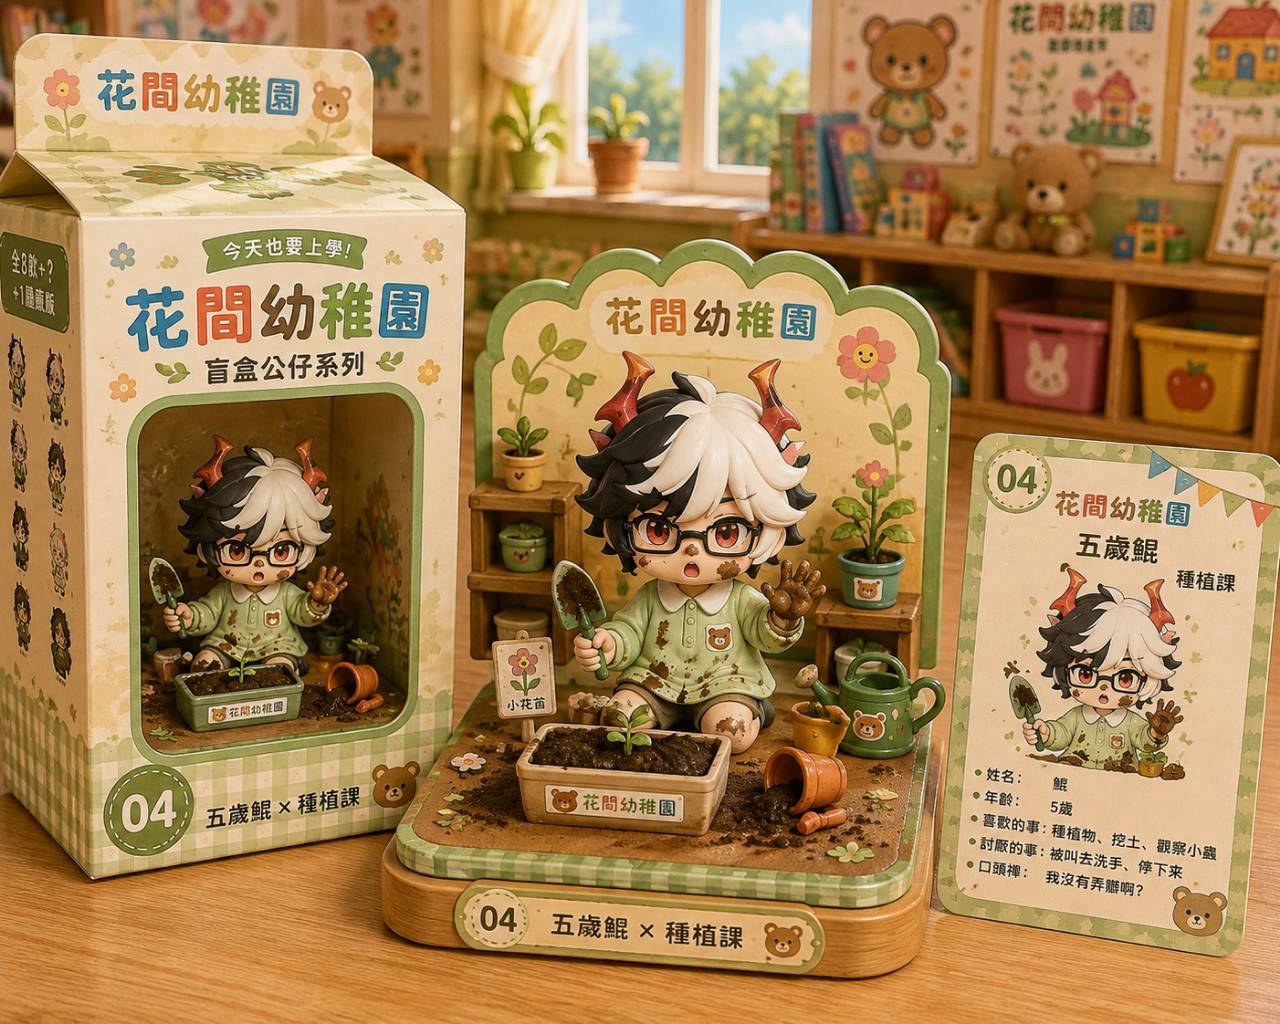 花間幼稚園
今天也要上學!
花間幼稚園
盲盒公仔系列
全8款+?
+1隱藏版
花間幼稚園
04
五歲鯤×種植課
花間幼稚園
小花苗
花間幼稚園
04
五歲鯤×種植課
花間幼稚園
04
花間幼稚園
五歲鯤
種植課
姓名: 鯤
年齡: 5歲
喜歡的事:種植物、挖土、觀察小蟲
討厭的事:被叫去洗手、停下來
口頭禪: 我沒有弄髒啊?